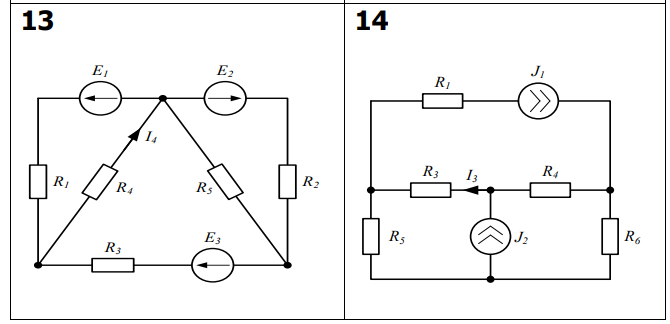 13
E1 E2
I4
R1 R4 R5 R2
R3 E3
14
R1 J1
R3 I3 R4
R5 J2 R6